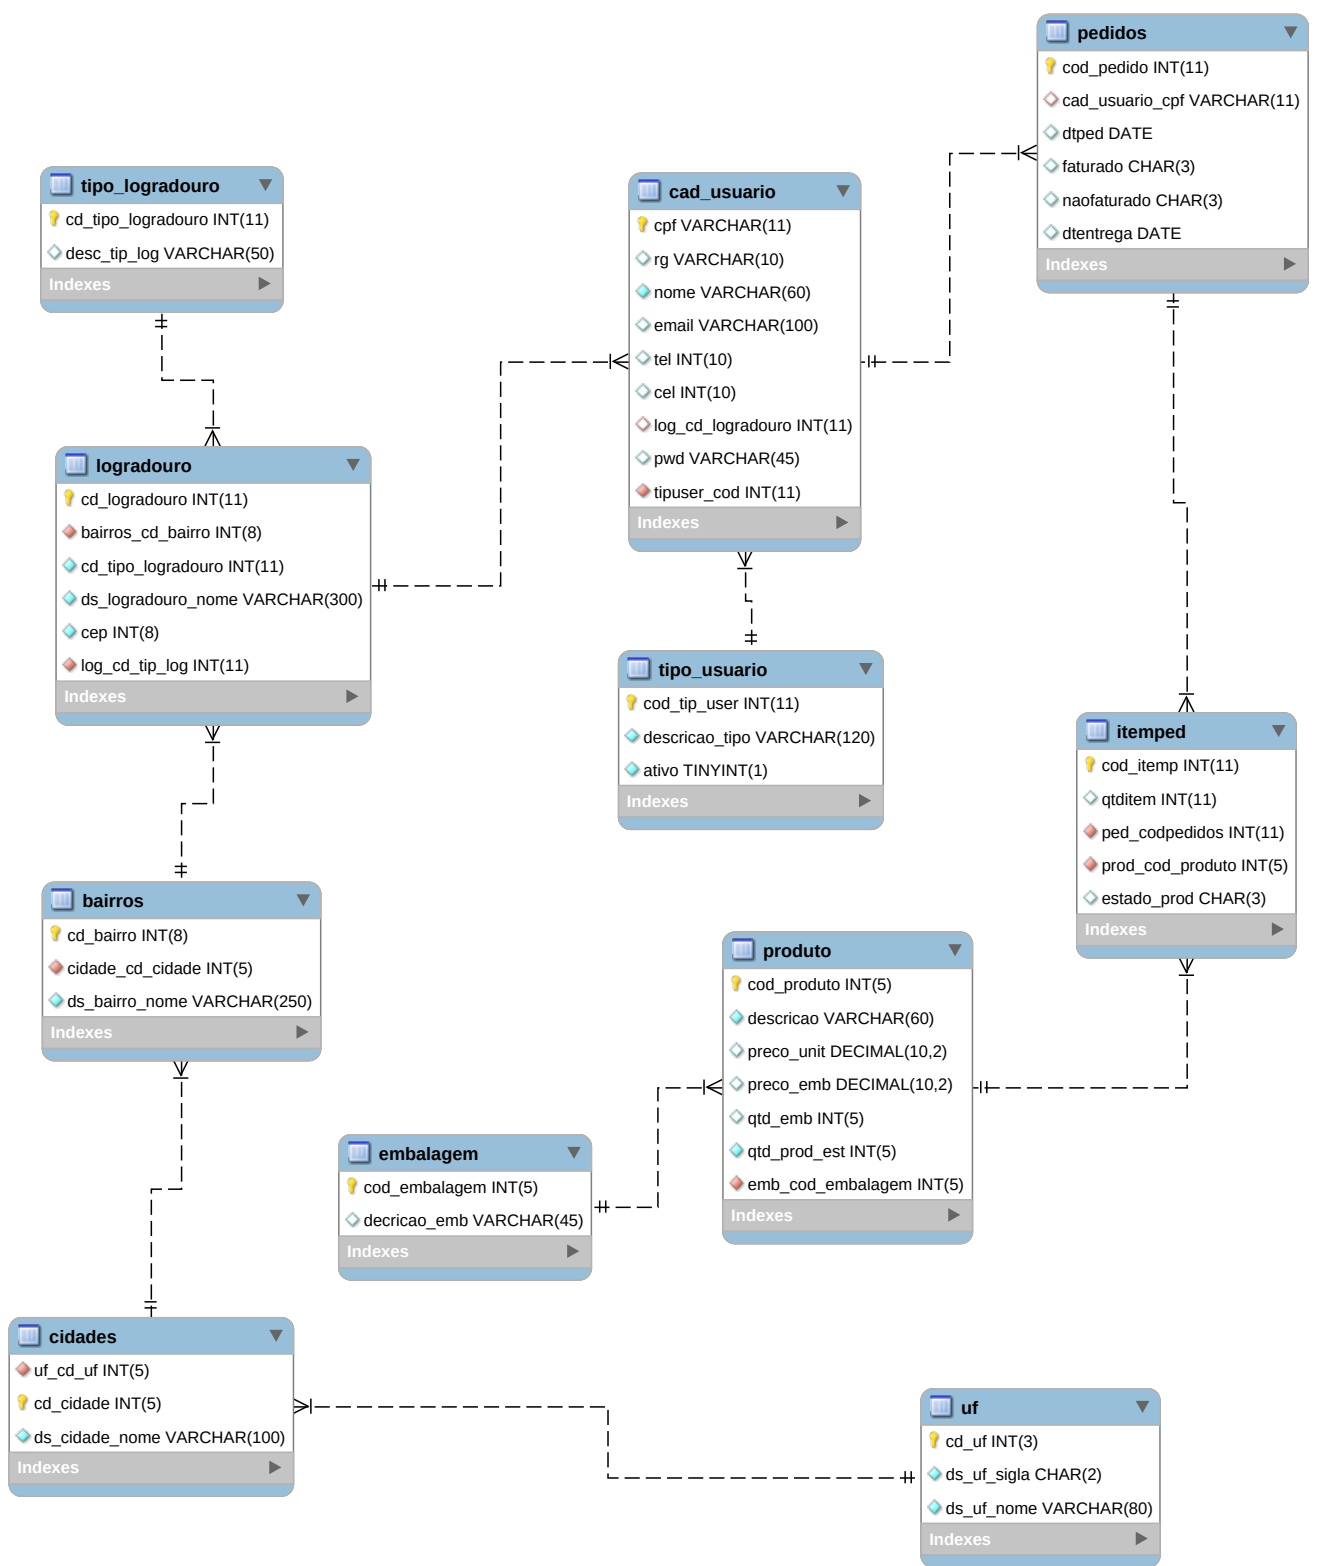 pedidos
cod_pedido INT(11)
cad_usuario_cpf VARCHAR(11)
dtped DATE
faturado CHAR(3)
naofaturado CHAR(3)
dtentrega DATE
Indexes
tipo_logradouro
cd_tipo_logradouro INT(11)
desc_tip_log VARCHAR(50)
Indexes
cad_usuario
cpf VARCHAR(11)
rg VARCHAR(10)
nome VARCHAR(60)
email VARCHAR(100)
tel INT(10)
cel INT(10)
log_cd_logradouro INT(11)
pwd VARCHAR(45)
tipuser_cod INT(11)
Indexes
logradouro
cd_logradouro INT(11)
bairros_cd_bairro INT(8)
cd_tipo_logradouro INT(11)
ds_logradouro_nome VARCHAR(300)
cep INT(8)
log_cd_tip_log INT(11)
Indexes
tipo_usuario
cod_tip_user INT(11)
descricao_tipo VARCHAR(120)
ativo TINYINT(1)
Indexes
itemped
cod_itemp INT(11)
qtditem INT(11)
ped_codpedidos INT(11)
prod_cod_produto INT(5)
estado_prod CHAR(3)
Indexes
bairros
cd_bairro INT(8)
cidade_cd_cidade INT(5)
ds_bairro_nome VARCHAR(250)
Indexes
produto
cod_produto INT(5)
descricao VARCHAR(60)
preco_unit DECIMAL(10,2)
preco_emb DECIMAL(10,2)
qtd_emb INT(5)
qtd_prod_est INT(5)
emb_cod_embalagem INT(5)
Indexes
embalagem
cod_embalagem INT(5)
decricao_emb VARCHAR(45)
Indexes
cidades
uf_cd_uf INT(5)
cd_cidade INT(5)
ds_cidade_nome VARCHAR(100)
Indexes
uf
cd_uf INT(3)
ds_uf_sigla CHAR(2)
ds_uf_nome VARCHAR(80)
Indexes